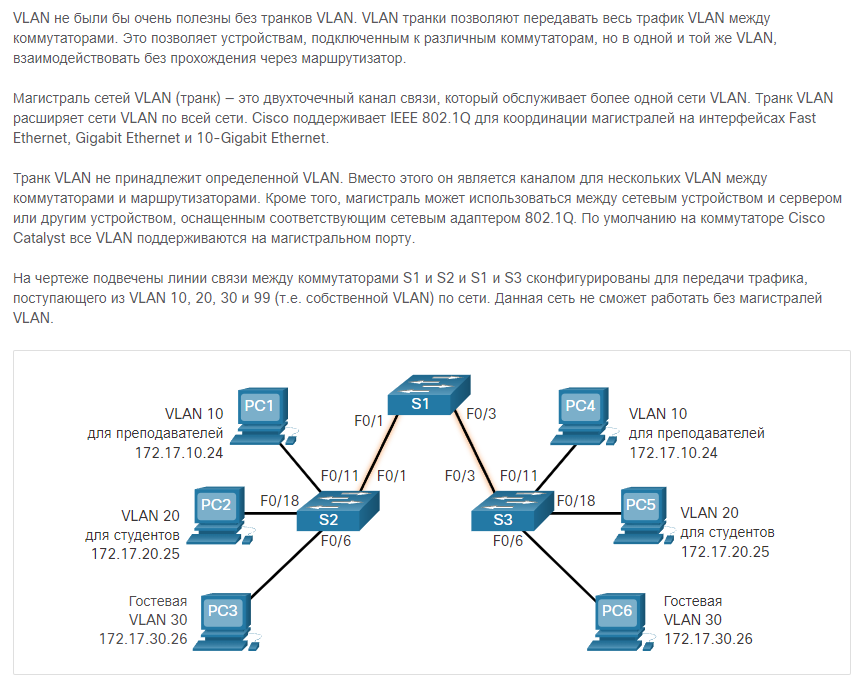 VLAN не были бы очень полезны без транков VLAN. VLAN транки позволяют передавать весь трафик VLAN между
коммутаторами. Это позволяет устройствам, подключенным к различным коммутаторам, но в одной и той же VLAN,
взаимодействовать без прохождения через маршрутизатор.
Магистраль сетей VLAN (транк) – это двухточечный канал связи, который обслуживает более одной сети VLAN. Транк VLAN
расширяет сети VLAN по всей сети. Cisco поддерживает IEEE 802.1Q для координации магистралей на интерфейсах Fast
Ethernet, Gigabit Ethernet и 10-Gigabit Ethernet.
Транк VLAN не принадлежит определенной VLAN. Вместо этого он является каналом для нескольких VLAN между
коммутаторами и маршрутизаторами. Кроме того, магистраль может использоваться между сетевым устройством и сервером
или другим устройством, оснащенным соответствующим сетевым адаптером 802.1Q. По умолчанию на коммутаторе Cisco
Catalyst все VLAN поддерживаются на магистральном порту.
На чертеже подвечены линии связи между коммутаторами S1 и S2 и S1 и S3 сконфигурированы для передачи трафика,
поступающего из VLAN 10, 20, 30 и 99 (т.е. собственной VLAN) по сети. Данная сеть не сможет работать без магистралей
VLAN.
S1
F0/1
F0/3
PC1
VLAN 10
для преподавателей
172.17.10.24
PC4
VLAN 10
для преподавателей
172.17.10.24
F0/11
F0/1
F0/3
F0/11
PC2
VLAN 20
для студентов
172.17.20.25
F0/18
S2
F0/6
S3
F0/18
F0/6
PC5
VLAN 20
для студентов
172.17.20.25
PC3
Гостевая
VLAN 30
172.17.30.26
PC6
Гостевая
VLAN 30
172.17.30.26